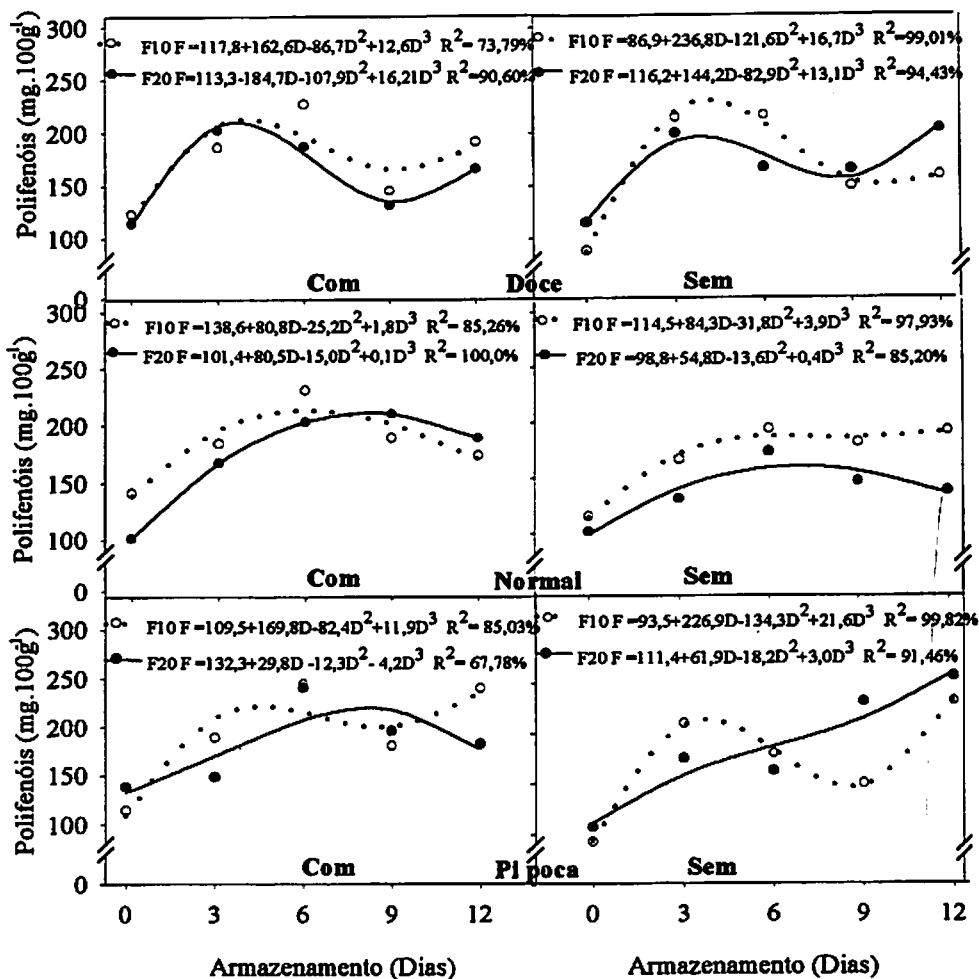 Polifenóis (mg.100g¹)
300
250
200
150
100
0
F10 F=117,8+162,6D-86,7D²+12,6D³ R²=73,79%
F20 F=113,3-184,7D-107,9D²+16,21D³ R²=90,60%
Com
Doce
F10 F=86,9+236,8D-121,6D²+16,7D³ R²=99,01%
F20 F=116,2+144,2D-82,9D²+13,1D³ R²=94,43%
Sem
Polifenóis (mg.100g¹)
300
250
200
150
100
0
F10 F=138,6+80,8D-25,2D²+1,8D³ R²=85,26%
F20 F=101,4+80,5D-15,0D²+0,1D³ R²=100,0%
Com
Normal
F10 F=114,5+84,3D-31,8D²+3,9D³ R²=97,93%
F20 F=98,8+54,8D-13,6D²+0,4D³ R²=85,20%
Sem
Polifenóis (mg.100g¹)
300
250
200
150
100
0
F10 F=109,5+169,8D-82,4D²+11,9D³ R²=85,03%
F20 F=132,3+29,8D-12,3D²-4,2D³ R²=67,78%
Com
Pi poca
F10 F=93,5+226,9D-134,3D²+21,6D³ R²=99,82%
F20 F=111,4+61,9D-18,2D²+3,0D³ R²=91,46%
Sem
0 3 6 9 12
0 3 6 9 12
Armazenamento (Dias)
Armazenamento (Dias)